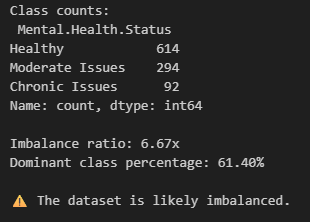 Class counts:
Mental.Health.Status
Healthy 614
Moderate Issues 294
Chronic Issues 92
Name: count, dtype: int64
Imbalance ratio: 6.67x
Dominant class percentage: 61.40%
⚠️ The dataset is likely imbalanced.